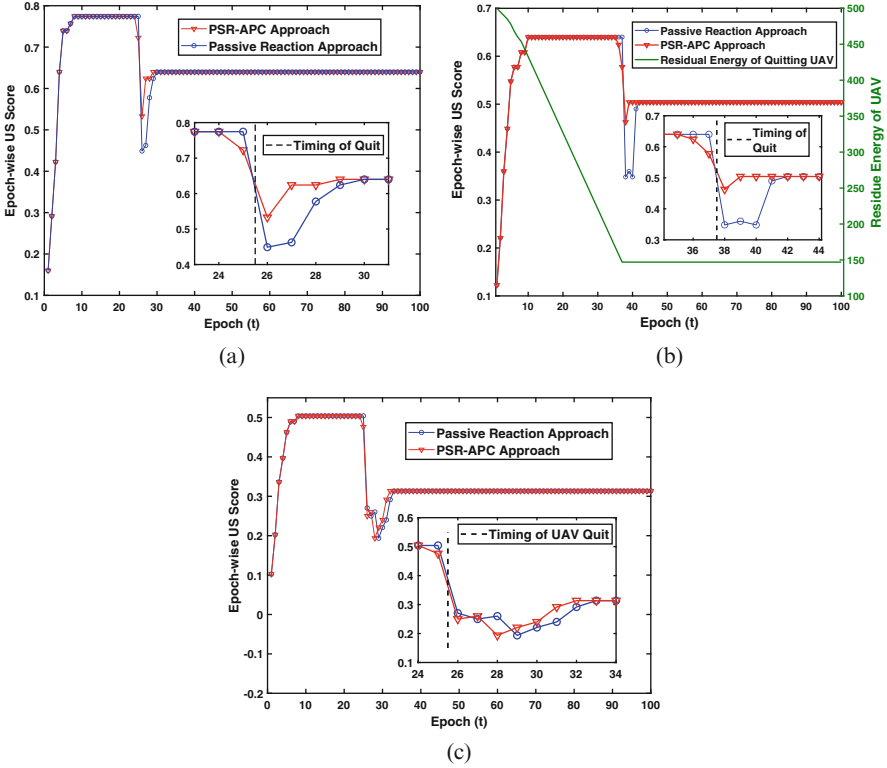 0.8
0.7
0.6
0.5
0.4
0.3
0.2
0.1
Epoch-wise US Score
PSR-APC Approach
Passive Reaction Approach
0.8
0.7
0.6
0.5
0.4
Timing of Quit
24 26 28 30
0 10 20 30 40 50 60 70 80 90 100
Epoch (t)
(a)
0.7
0.6
0.5
0.4
0.3
0.2
0.1
Epoch-wise US Score
Passive Reaction Approach
PSR-APC Approach
Residual Energy of Quitting UAV
0.7
0.6
0.5
0.4
0.3
Timing of
Quit
36 38 40 42 44
10 20 30 40 50 60 70 80 90 100
Epoch (t)
500
450
400
350
300
250
200
150
100
Residue Energy of UAV
(b)
0.5
0.4
0.3
0.2
0.1
0
-0.1
-0.2
Epoch-wise US Score
Passive Reaction Approach
PSR-APC Approach
0.5
0.4
0.3
0.2
0.1
Timing of UAV Quit
24 26 28 30 32 34
0 10 20 30 40 50 60 70 80 90 100
Epoch (t)
(c)